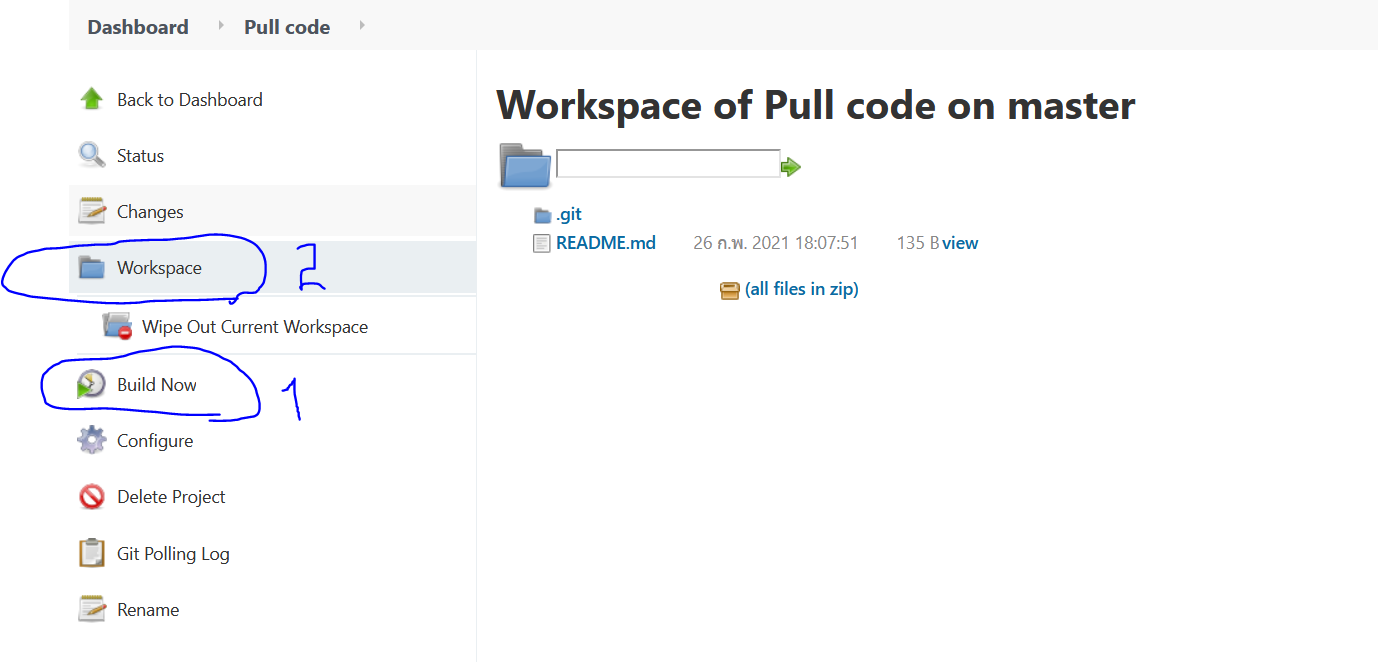 Dashboard Pull code
Back to Dashboard
Status
Changes
Workspace 2
Wipe Out Current Workspace
Build Now 1
Configure
Delete Project
Git Polling Log
Rename
Workspace of Pull code on master
.git
README.md 26 ก.พ. 2021 18:07:51 135 B view
(all files in zip)